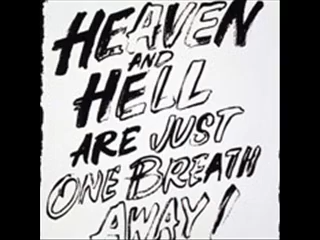 HEAVEN
AND
HELL
ARE JUST
ONE BREATH
AWAY!